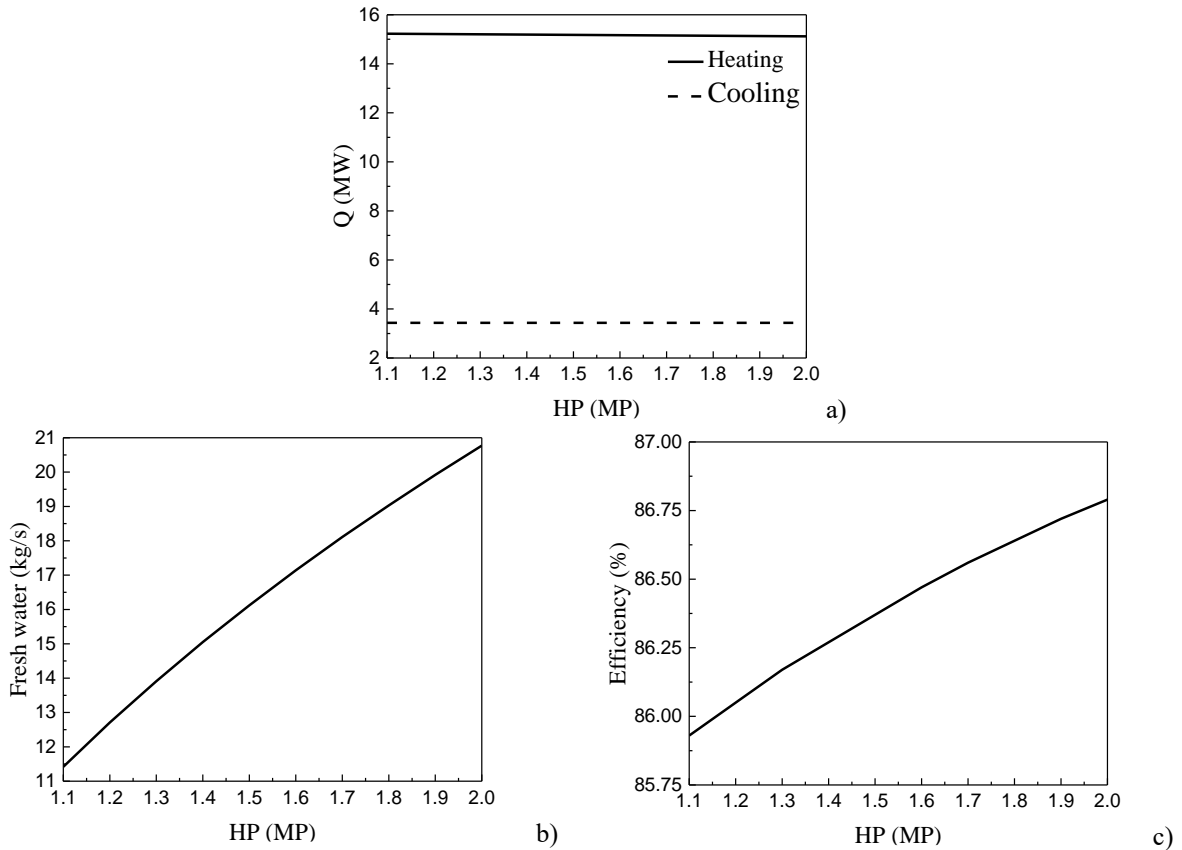 16
14
12
10
8
6
4
2
Q (MW)
Heating
Cooling
1.1 1.2 1.3 1.4 1.5 1.6 1.7 1.8 1.9 2.0
HP (MP)
a)
21
20
19
18
17
16
15
14
13
12
11
Fresh water (kg/s)
1.1 1.2 1.3 1.4 1.5 1.6 1.7 1.8 1.9 2.0
HP (MP)
b)
87.00
86.75
86.50
86.25
86.00
85.75
Efficiency (%)
1.1 1.2 1.3 1.4 1.5 1.6 1.7 1.8 1.9 2.0
HP (MP)
c)